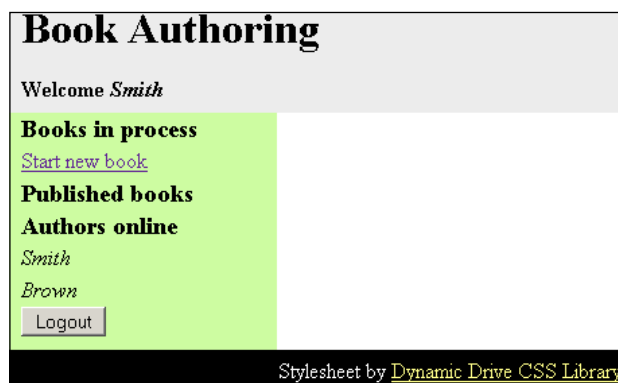 Book Authoring
Welcome Smith
Books in process
Start new book
Published books
Authors online
Smith
Brown
Logout
Stylesheet by Dynamic Drive CSS Library